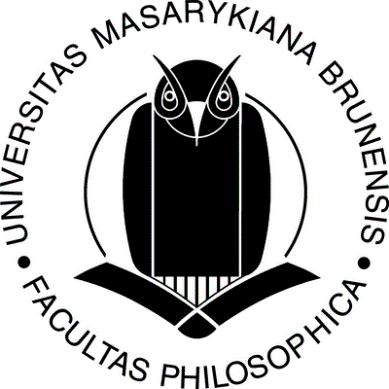 UNIVERSITAS MASARYKIANA BRUNENSIS
• FACULTAS PHILOSOPHICA •